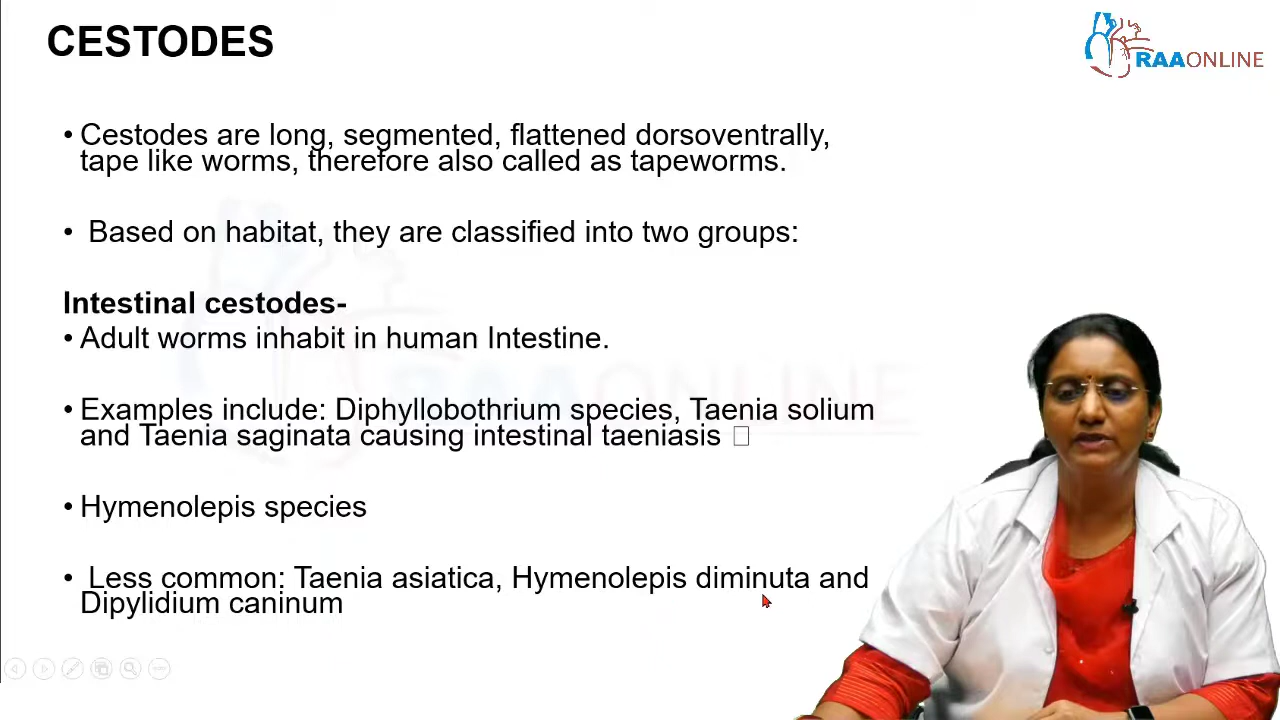 CESTODES
RAAONLINE
• Cestodes are long, segmented, flattened dorsoventrally,
tape like worms, therefore also called as tapeworms.
• Based on habitat, they are classified into two groups:
Intestinal cestodes-
• Adult worms inhabit in human Intestine.
• Examples include: Diphyllobothrium species, Taenia solium
and Taenia saginata causing intestinal taeniasis
• Hymenolepis species
• Less common: Taenia asiatica, Hymenolepis diminuta and
Dipylidium caninum
RAAONLINE